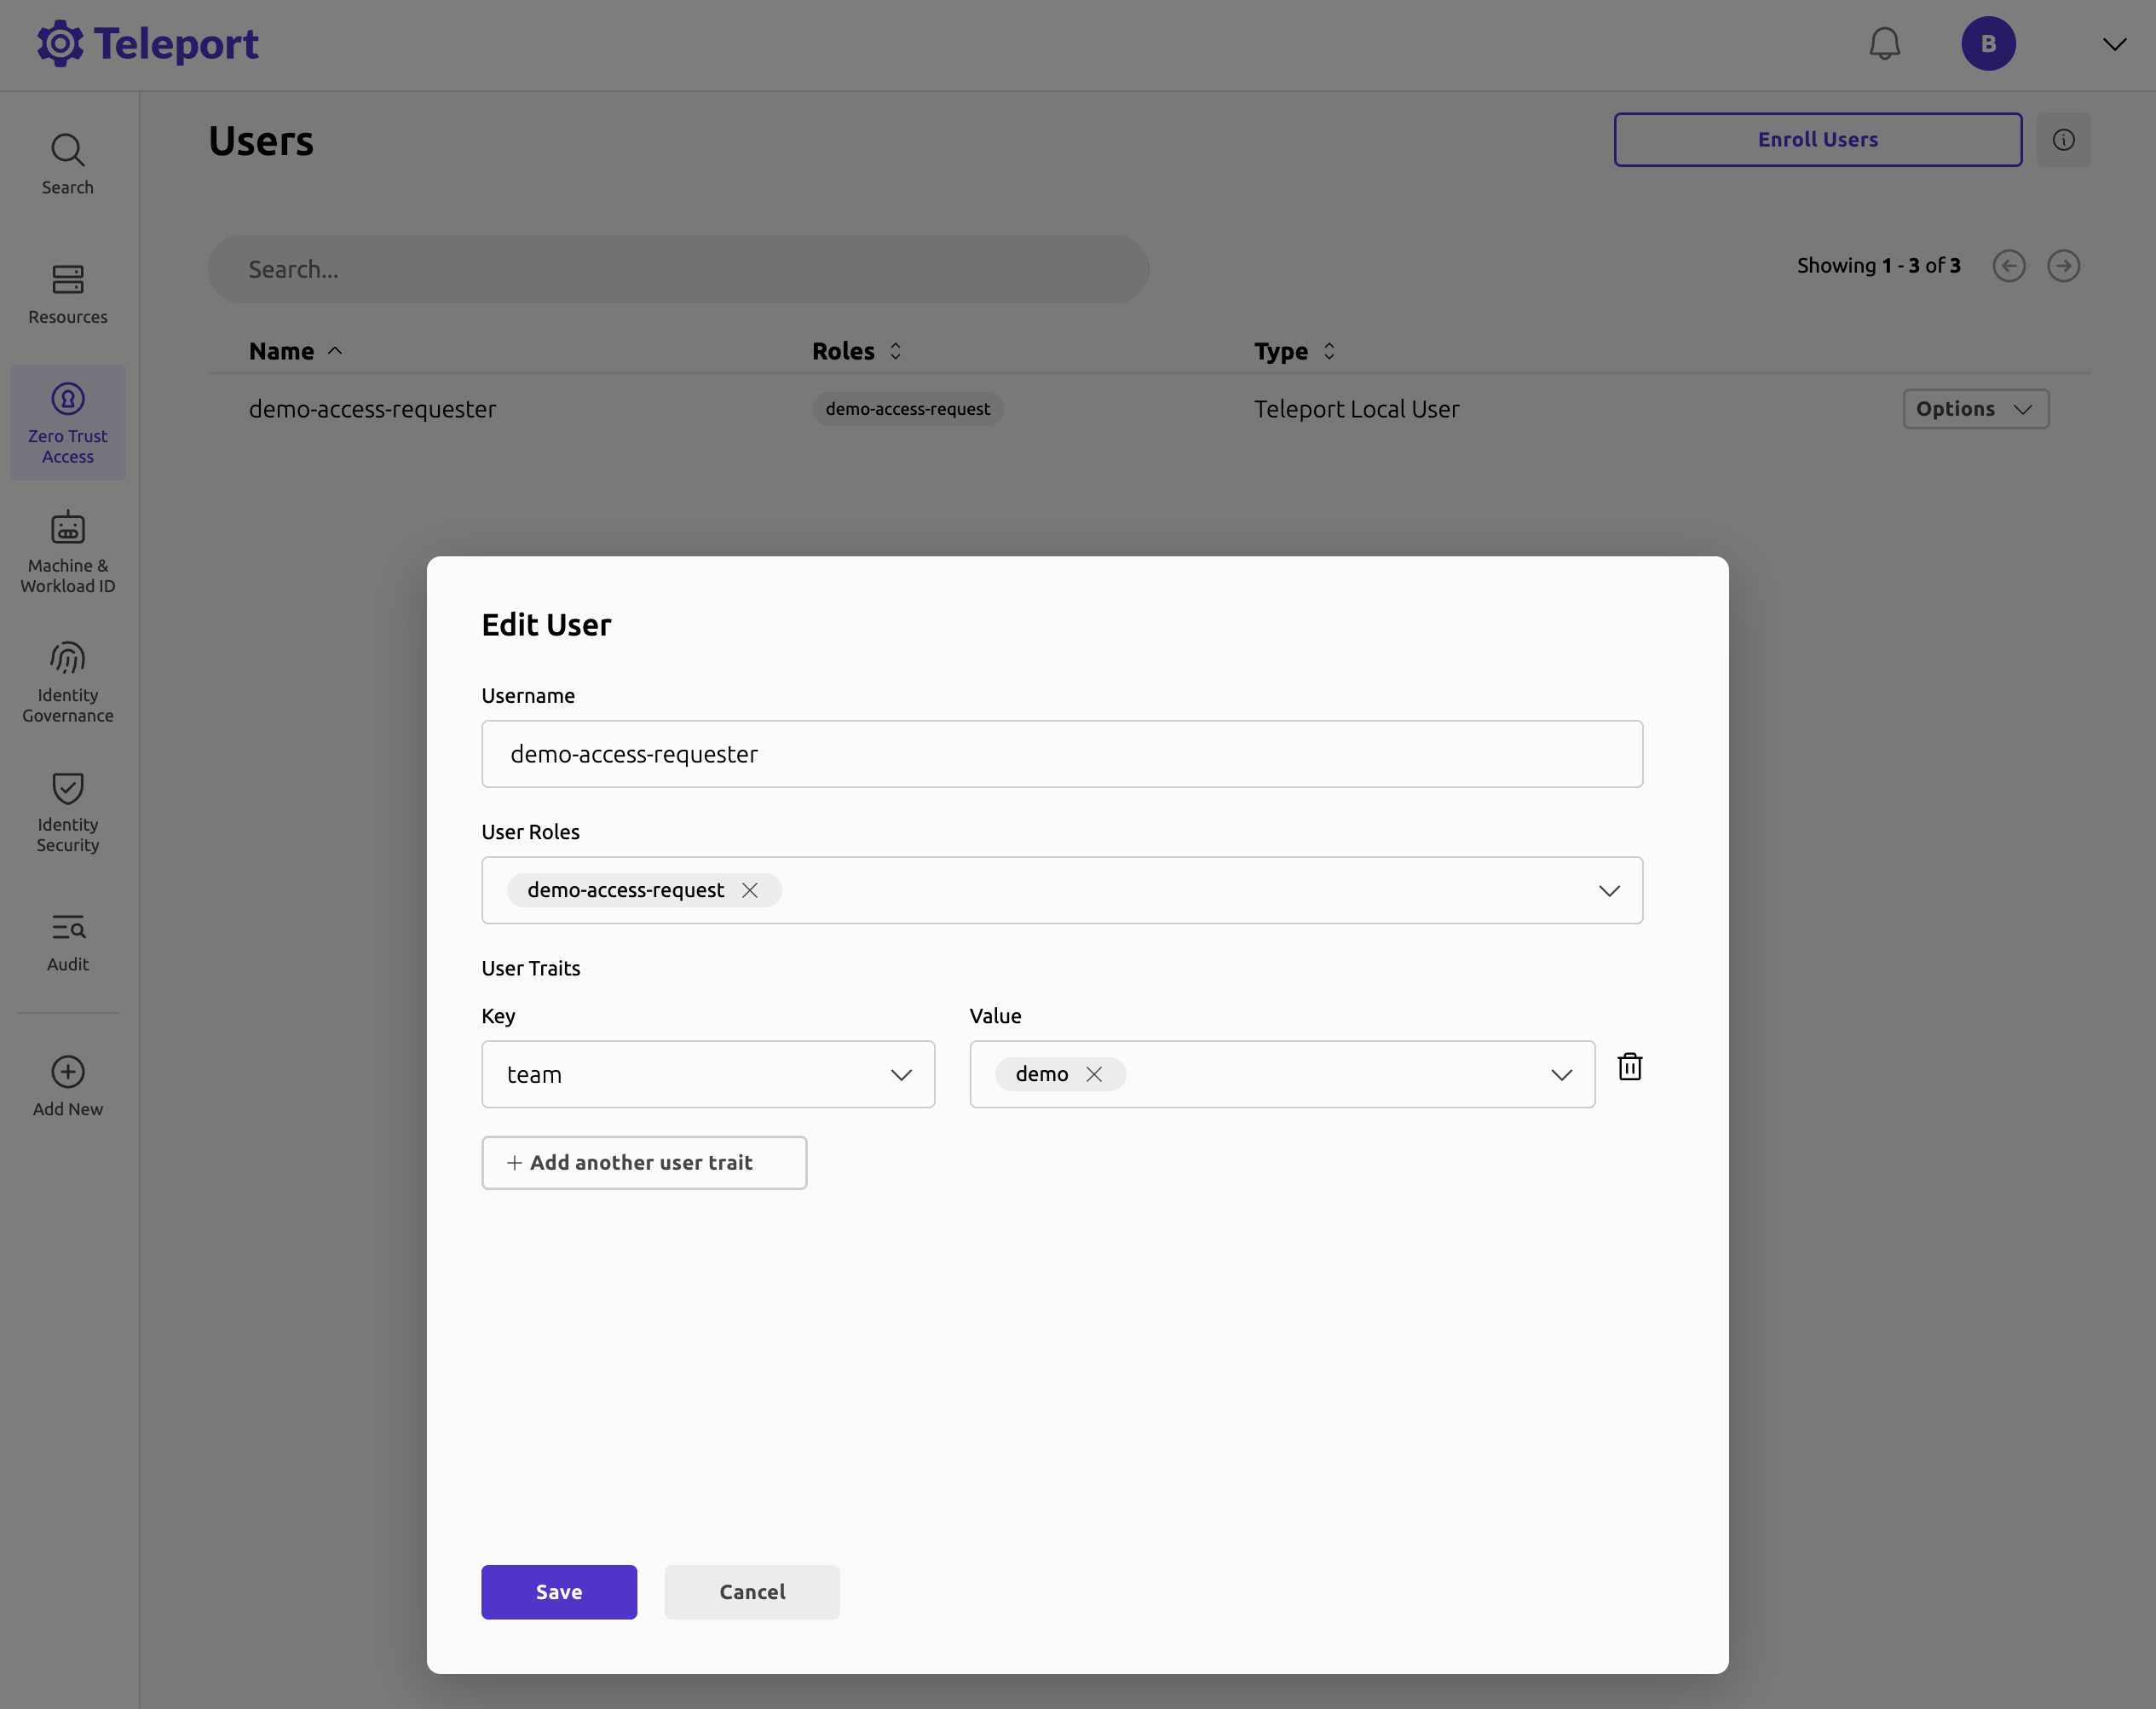 Teleport
B
Search
Resources
Zero Trust
Access
Machine &
Workload ID
Identity
Governance
Identity
Security
Audit
Add New
Users
Enroll Users
Search...
Showing 1 - 3 of 3
Name Roles Type
demo-access-requester demo-access-request Teleport Local User Options
Edit User
Username
demo-access-requester
User Roles
demo-access-request
User Traits
Key Value
team demo
+ Add another user trait
Save Cancel